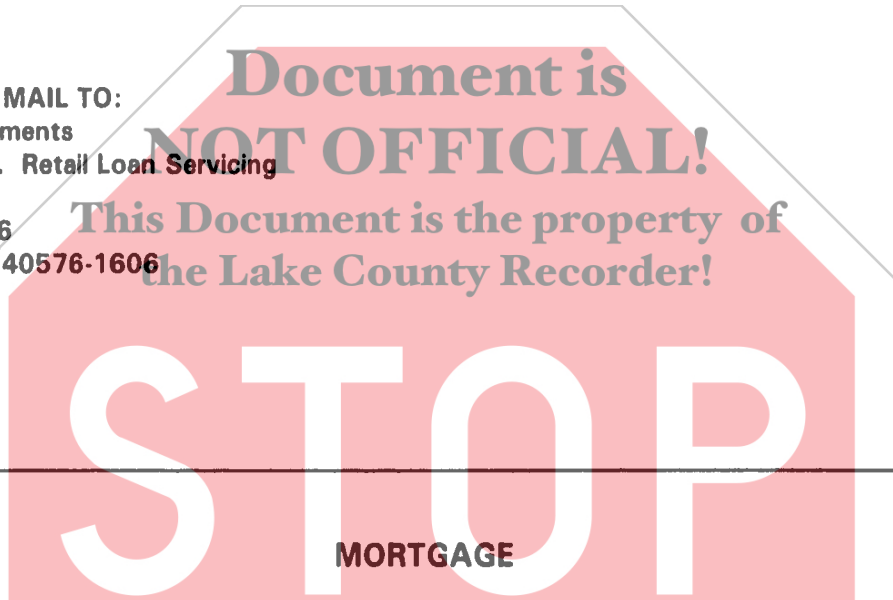 Document is
MAIL TO:
ments
NOT OFFICIAL!
. Retail Loan Servicing
This Document is the property of
6
40576-1606
the Lake County Recorder!
STOP
MORTGAGE